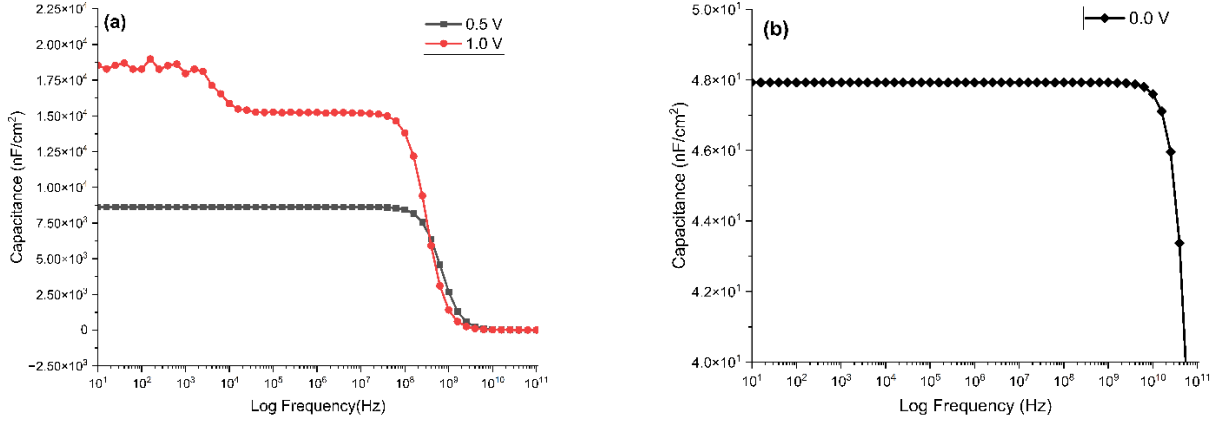 (a)
0.5 V
1.0 V
2.25×10⁴
2.00×10⁴
1.75×10⁴
1.50×10⁴
1.25×10⁴
1.00×10⁴
7.50×10³
5.00×10³
2.50×10³
0
−2.50×10³
Capacitance (nF/cm²)
10¹ 10² 10³ 10⁴ 10⁵ 10⁶ 10⁷ 10⁸ 10⁹ 10¹⁰ 10¹¹
Log Frequency(Hz)
(b)
0.0 V
5.0×10¹
4.8×10¹
4.6×10¹
4.4×10¹
4.2×10¹
4.0×10¹
Capacitance (nF/cm²)
10¹ 10² 10³ 10⁴ 10⁵ 10⁶ 10⁷ 10⁸ 10⁹ 10¹⁰ 10¹¹
Log Frequency (Hz)